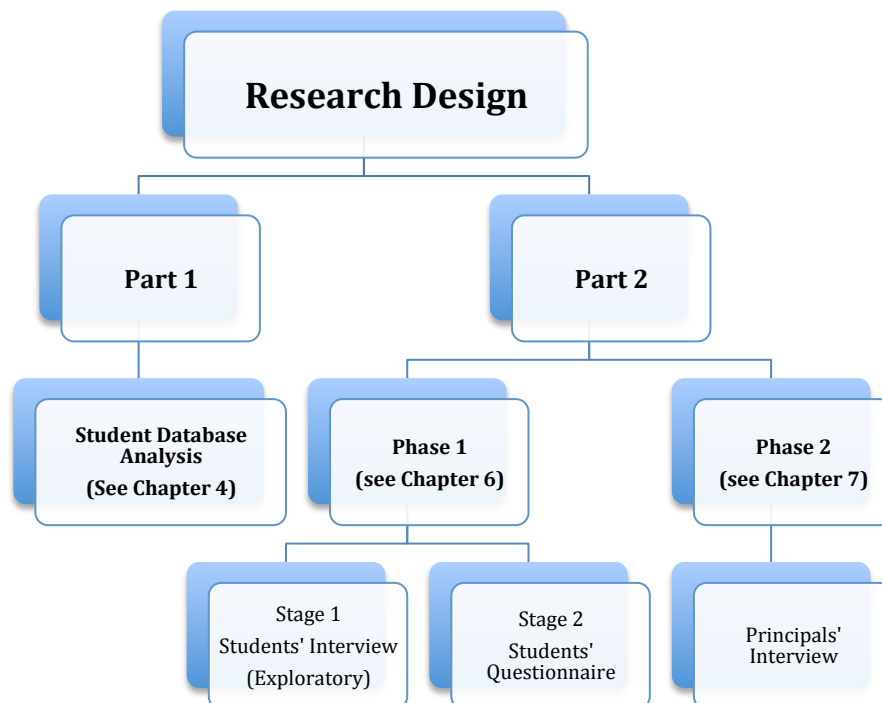 Research Design
Part 1
Part 2
Student Database
Analysis
(See Chapter 4)
Phase 1
(see Chapter 6)
Phase 2
(see Chapter 7)
Stage 1
Students' Interview
(Exploratory)
Stage 2
Students'
Questionnaire
Principals'
Interview